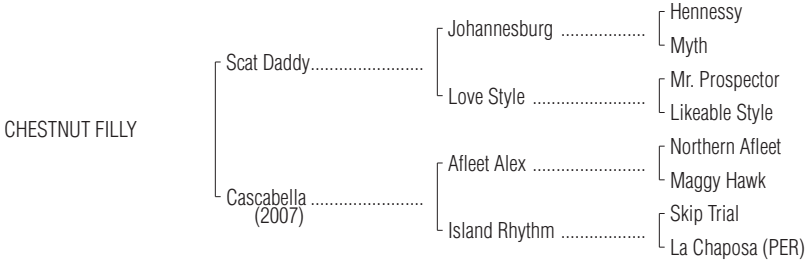 Hennessy
Johannesburg ...................
Myth
Scat Daddy.......................
Mr. Prospector
Love Style .........................
Likeable Style
CHESTNUT FILLY
Northern Afleet
Afleet Alex .........................
Maggy Hawk
Cascabella .......................
(2007)
Skip Trial
Island Rhythm ...................
La Chaposa (PER)